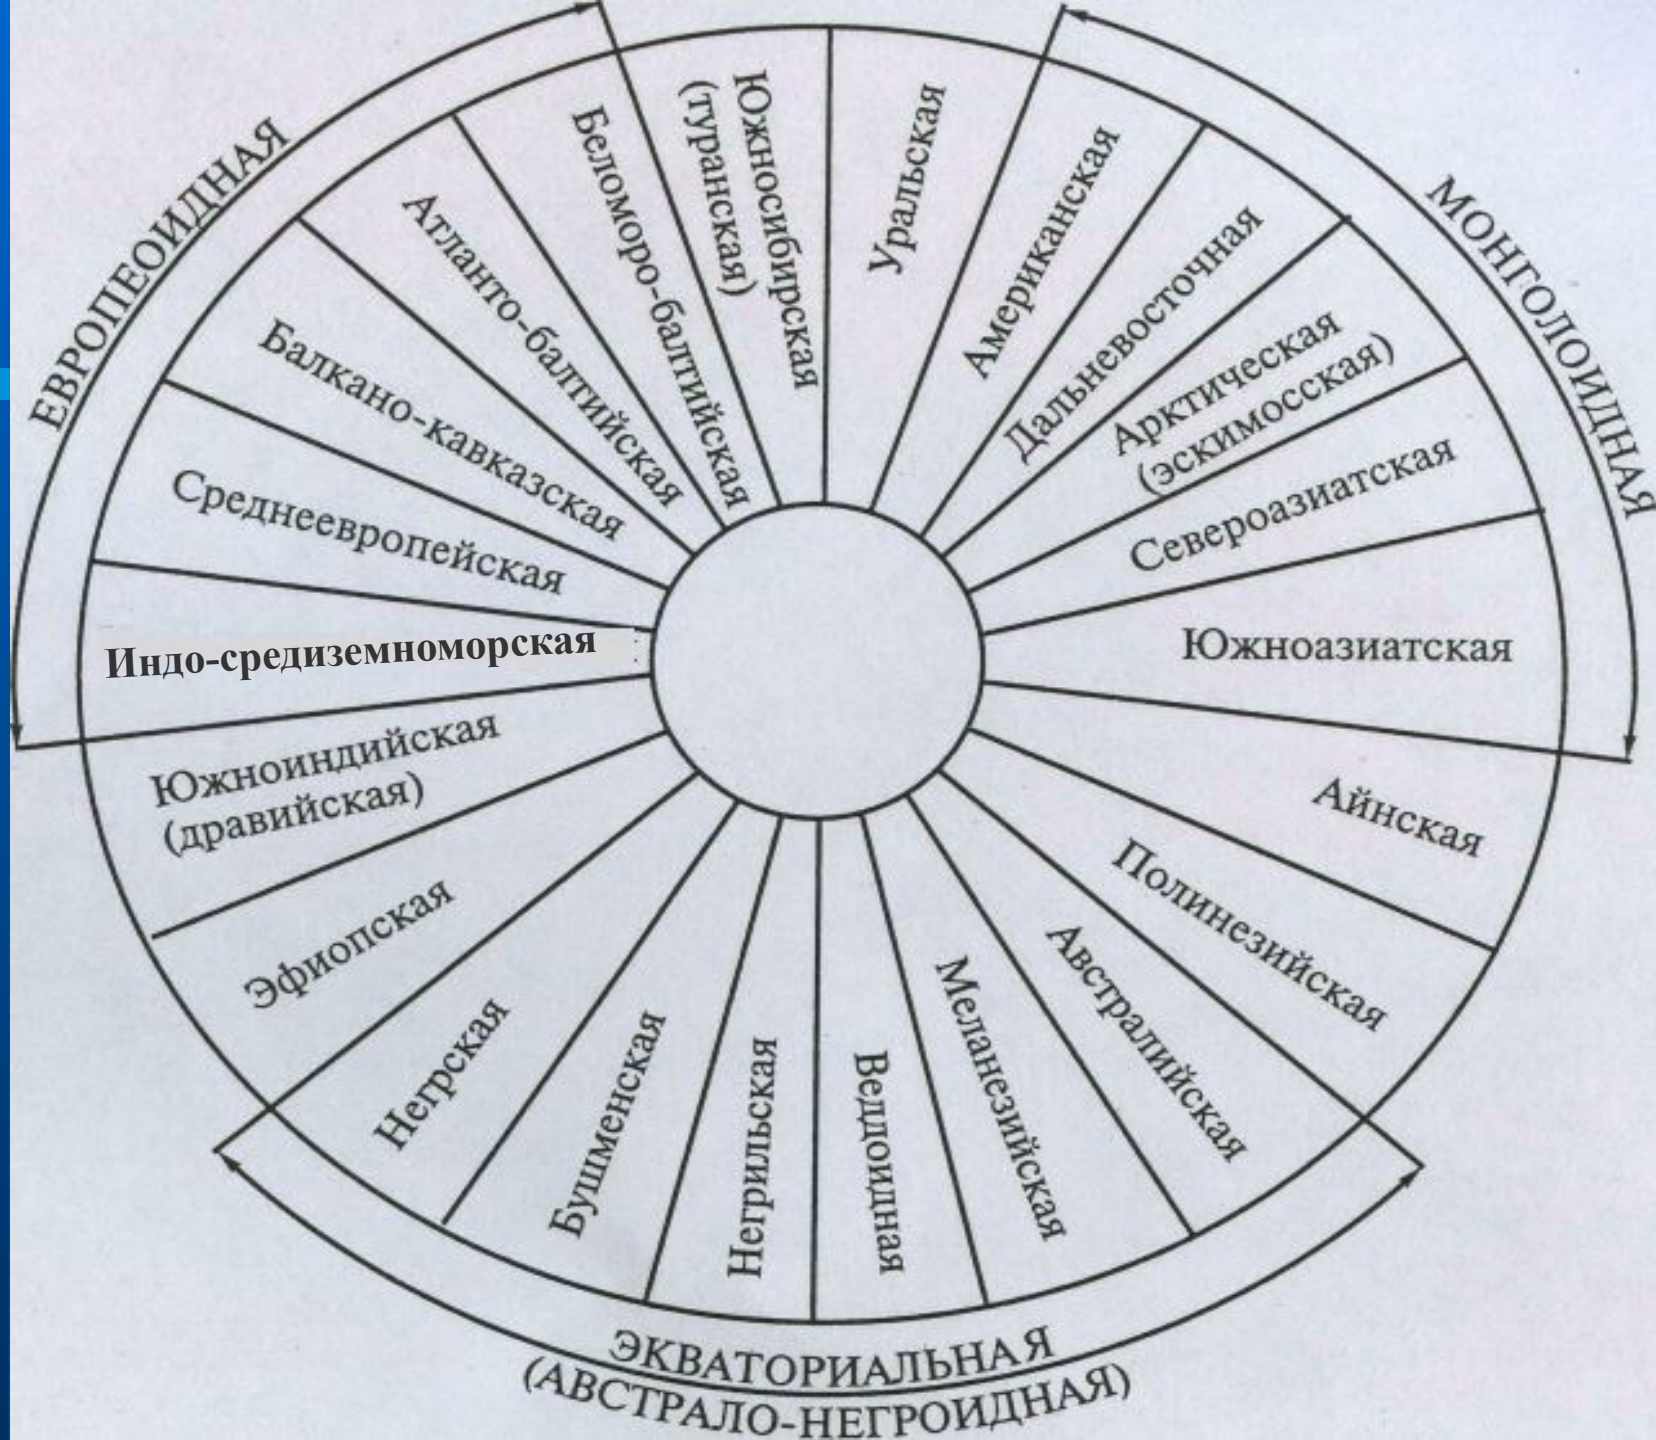 ЕВРОПЕОИДНАЯ
МОНГОЛОИДНАЯ
Южносибирская
(туранская)
Уральская
Американская
Дальневосточная
Арктическая
(эскимосская)
Североазиатская
Южноазиатская
Айнская
Полинезийская
Австралийская
Меланезийская
Веддоидная
Негрильская
Бушменская
Негрская
Эфиопская
Южноиндийская
(дравийская)
Индо-средиземноморская
Среднеевропейская
Балкано-кавказская
Атланто-балтийская
Беломоро-балтийская
ЭКВАТОРИАЛЬНАЯ
(АВСТРАЛО-НЕГРОИДНАЯ)